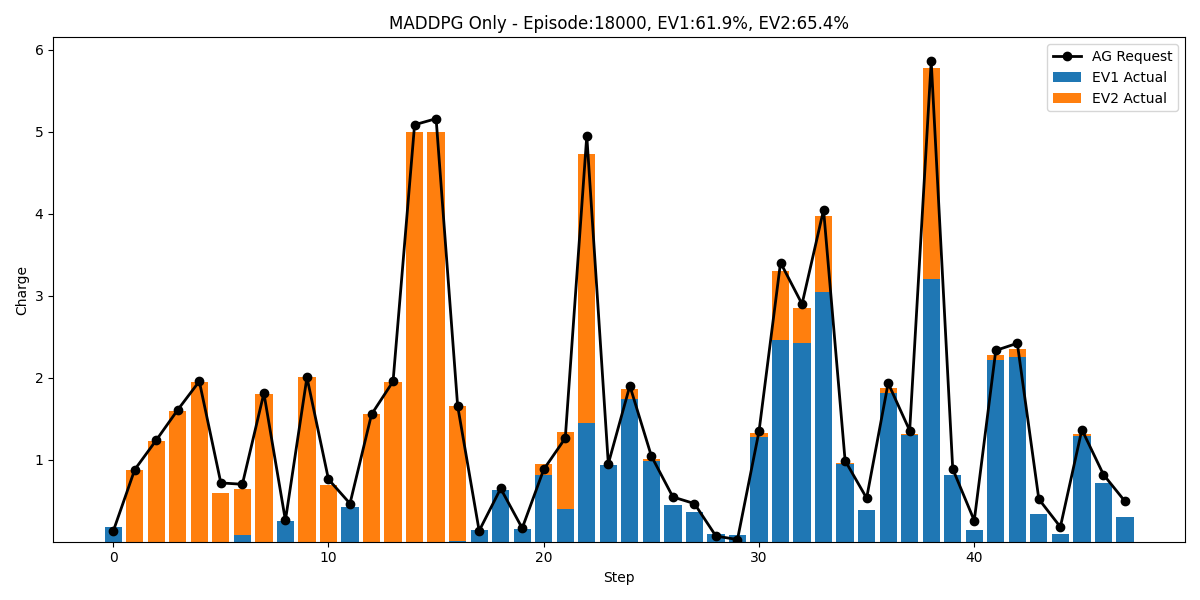 MADDPG Only - Episode:18000, EV1:61.9%, EV2:65.4%
AG Request
EV1 Actual
EV2 Actual
6
5
4
3
2
1
Charge
0 10 20 30 40
Step